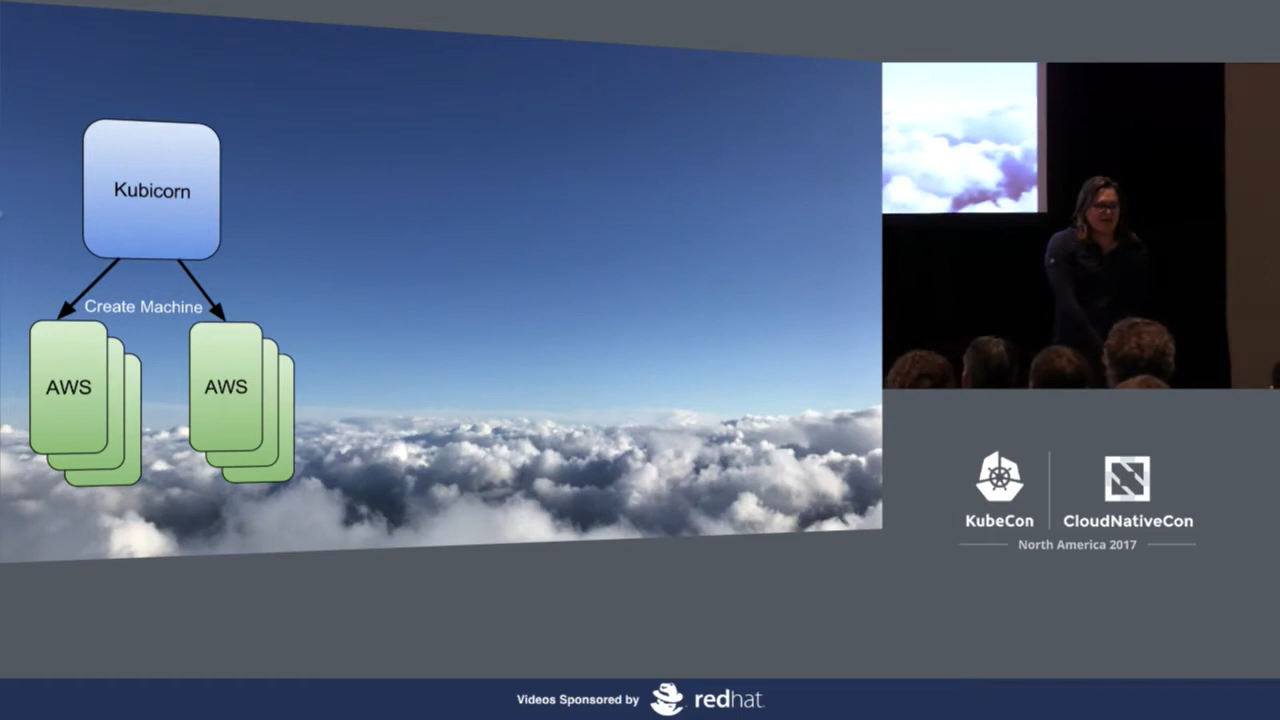 Kubicorn
Create Machine
AWS
AWS
KubeCon
CloudNativeCon
North America 2017
Videos Sponsored by
redhat.